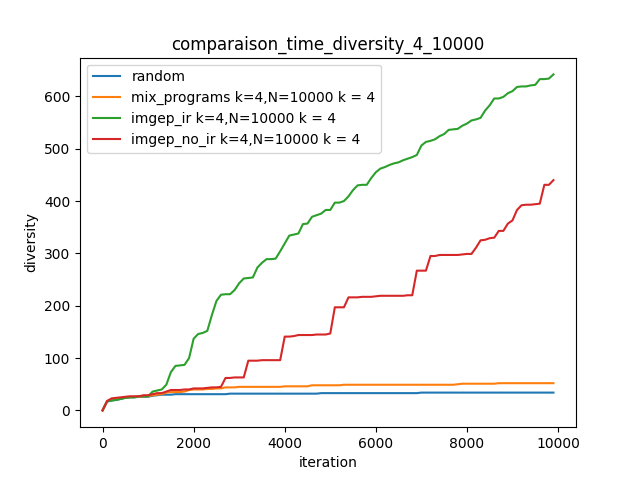 comparaison_time_diversity_4_10000
random
mix_programs k=4,N=10000 k = 4
imgep_ir k=4,N=10000 k = 4
imgep_no_ir k=4,N=10000 k = 4
600
500
400
300
200
100
0
diversity
0 2000 4000 6000 8000 10000
iteration